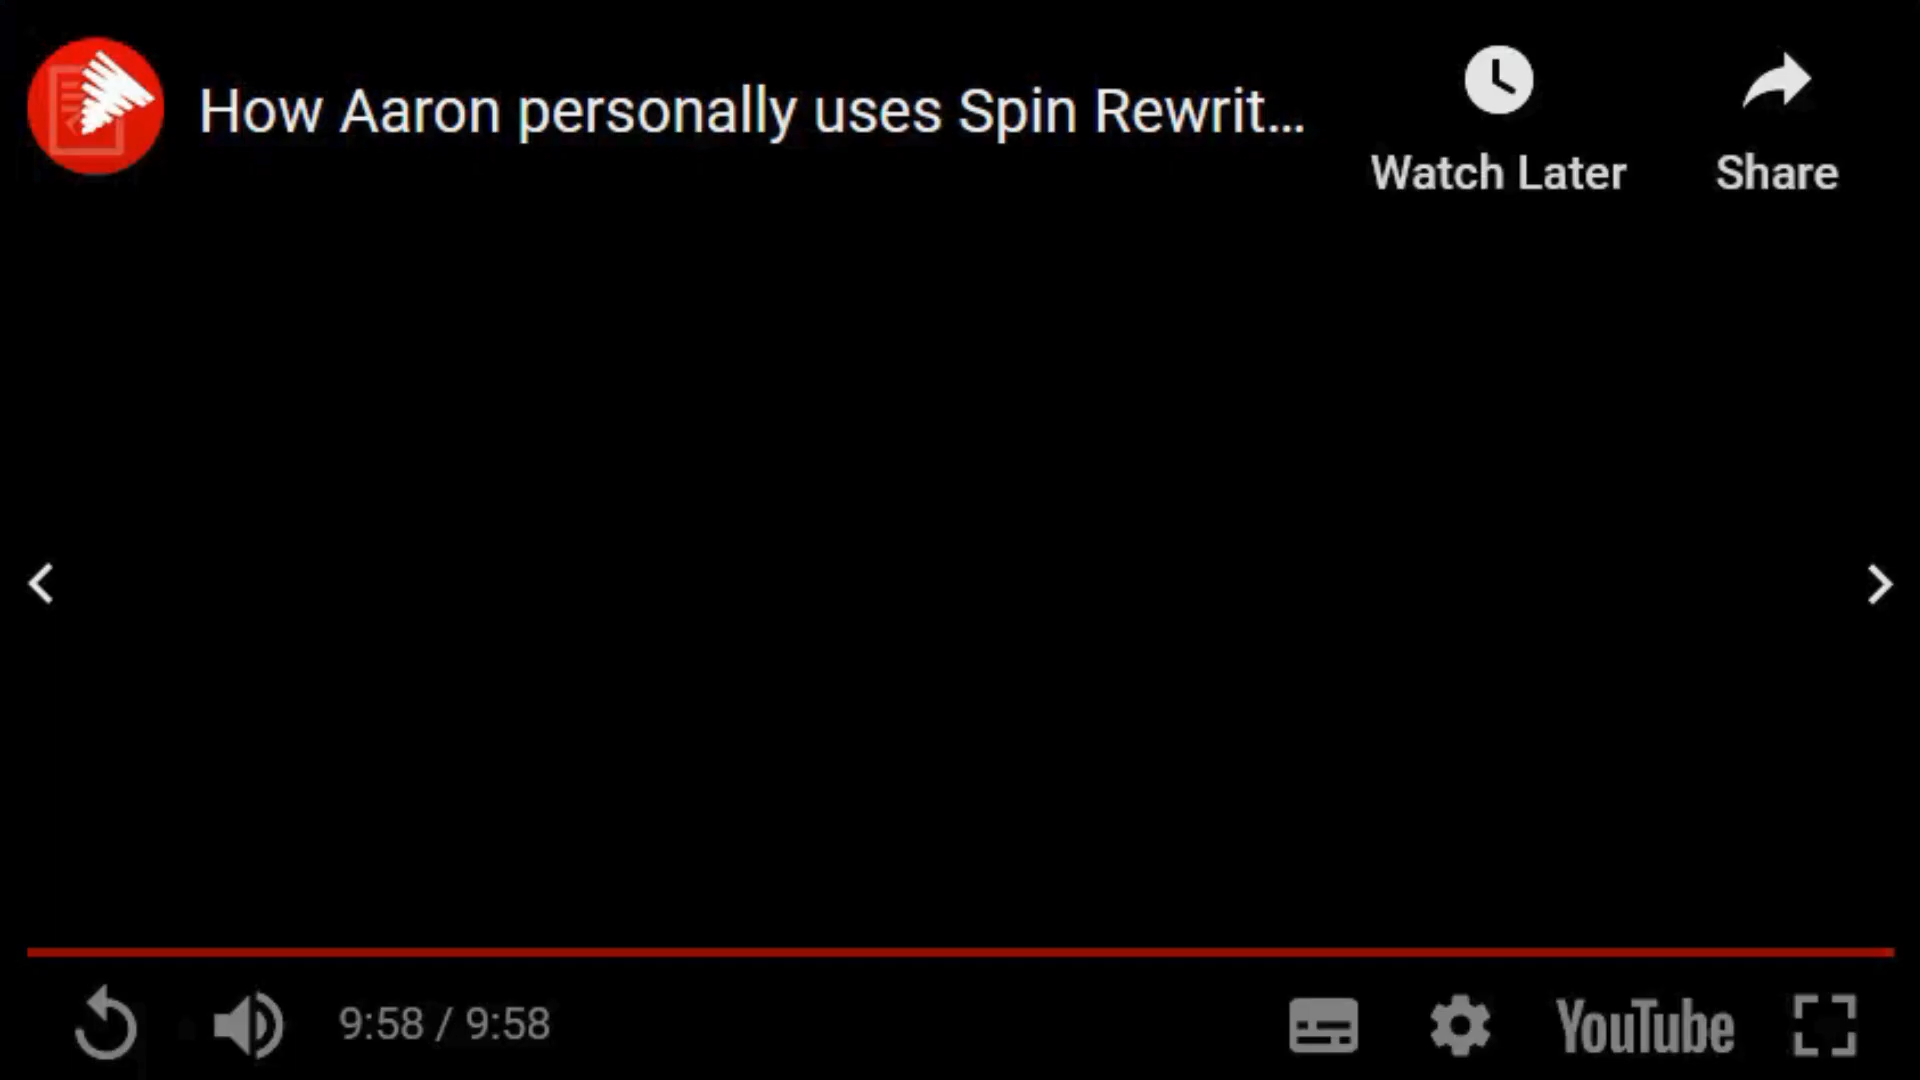 How Aaron personally uses Spin Rewrit...
Watch Later
Share
9:58 / 9:58
YouTube